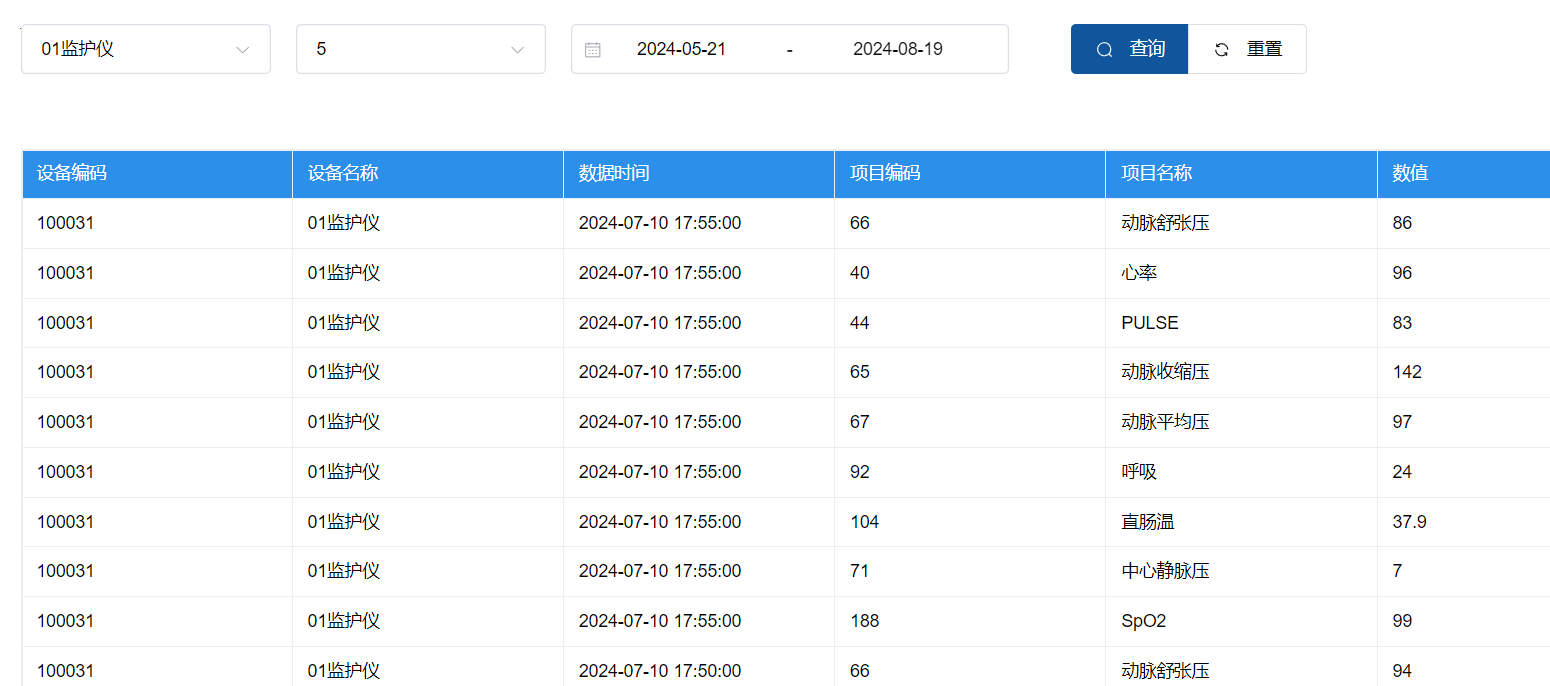 01监护仪 5 2024-05-21 - 2024-08-19 查询 重置
设备编码 设备名称 数据时间 项目编码 项目名称 数值
100031 01监护仪 2024-07-10 17:55:00 66 动脉舒张压 86
100031 01监护仪 2024-07-10 17:55:00 40 心率 96
100031 01监护仪 2024-07-10 17:55:00 44 PULSE 83
100031 01监护仪 2024-07-10 17:55:00 65 动脉收缩压 142
100031 01监护仪 2024-07-10 17:55:00 67 动脉平均压 97
100031 01监护仪 2024-07-10 17:55:00 92 呼吸 24
100031 01监护仪 2024-07-10 17:55:00 104 直肠温 37.9
100031 01监护仪 2024-07-10 17:55:00 71 中心静脉压 7
100031 01监护仪 2024-07-10 17:55:00 188 SpO2 99
100031 01监护仪 2024-07-10 17:50:00 66 动脉舒张压 94